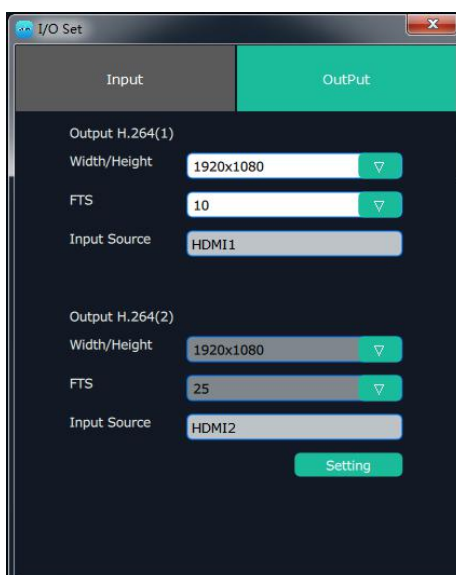 I/O Set
Input OutPut
Output H.264(1)
Width/Height 1920x1080
FTS 10
Input Source HDMI1
Output H.264(2)
Width/Height 1920x1080
FTS 25
Input Source HDMI2
Setting